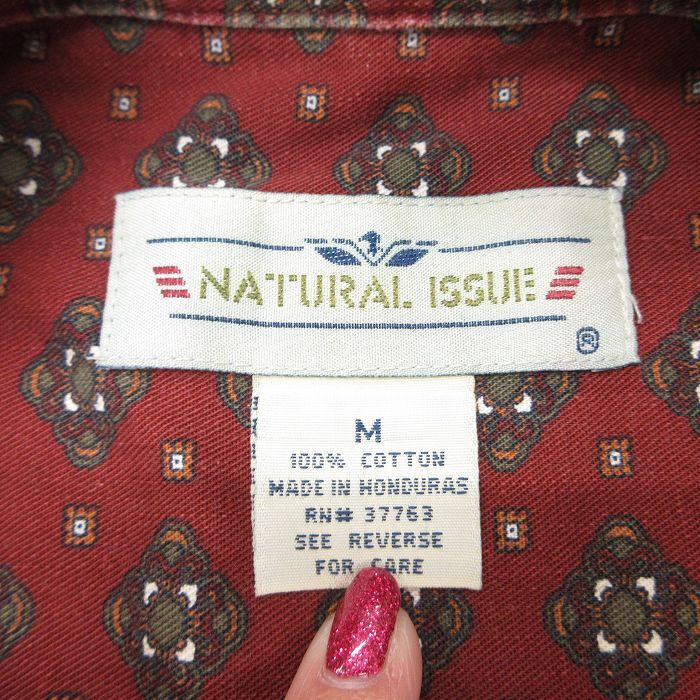 NATURAL ISSUE
®
M
100% COTTON
MADE IN HONDURAS
RN# 37763
SEE REVERSE
FOR CARE